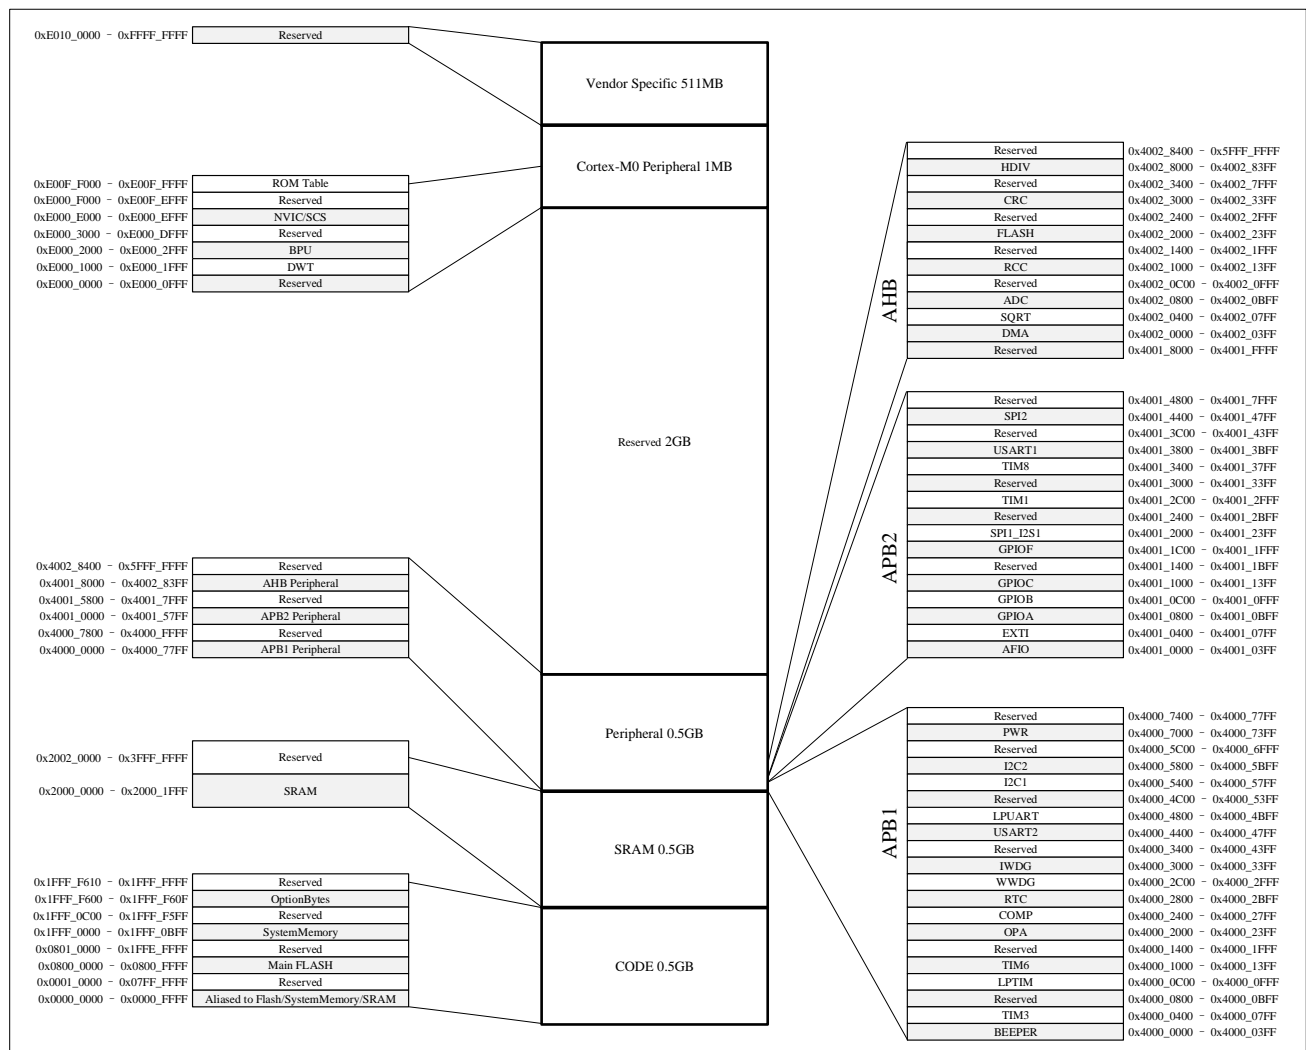 0xE010_0000 - 0xFFFF_FFFF Reserved
0xE00F_F000 - 0xE00F_FFFF ROM Table
0xE000_F000 - 0xE00F_EFFF Reserved
0xE000_E000 - 0xE000_EFFF NVIC/SCS
0xE000_3000 - 0xE000_DFFF Reserved
0xE000_2000 - 0xE000_2FFF BPU
0xE000_1000 - 0xE000_1FFF DWT
0xE000_0000 - 0xE000_0FFF Reserved
0x4002_8400 - 0x5FFF_FFFF Reserved
0x4001_8000 - 0x4002_83FF AHB Peripheral
0x4001_5800 - 0x4001_7FFF Reserved
0x4001_0000 - 0x4001_57FF APB2 Peripheral
0x4000_7800 - 0x4000_FFFF Reserved
0x4000_0000 - 0x4000_77FF APB1 Peripheral
0x2002_0000 - 0x3FFF_FFFF Reserved
0x2000_0000 - 0x2000_1FFF SRAM
0x1FFF_F610 - 0x1FFF_FFFF Reserved
0x1FFF_F600 - 0x1FFF_F60F OptionBytes
0x1FFF_0C00 - 0x1FFF_F5FF Reserved
0x1FFF_0000 - 0x1FFF_0BFF SystemMemory
0x0801_0000 - 0x1FFE_FFFF Reserved
0x0800_0000 - 0x0800_FFFF Main FLASH
0x0001_0000 - 0x07FF_FFFF Reserved
0x0000_0000 - 0x0000_FFFF Aliased to Flash/SystemMemory/SRAM
Vendor Specific 511MB
Cortex-M0 Peripheral 1MB
Reserved 2GB
Peripheral 0.5GB
SRAM 0.5GB
CODE 0.5GB
AHB
Reserved 0x4002_8400 - 0x5FFF_FFFF
HDIV 0x4002_8000 - 0x4002_83FF
Reserved 0x4002_3400 - 0x4002_7FFF
CRC 0x4002_3000 - 0x4002_33FF
Reserved 0x4002_2400 - 0x4002_2FFF
FLASH 0x4002_2000 - 0x4002_23FF
Reserved 0x4002_1400 - 0x4002_1FFF
RCC 0x4002_1000 - 0x4002_13FF
Reserved 0x4002_0C00 - 0x4002_0FFF
ADC 0x4002_0800 - 0x4002_0BFF
SQRT 0x4002_0400 - 0x4002_07FF
DMA 0x4002_0000 - 0x4002_03FF
Reserved 0x4001_8000 - 0x4001_FFFF
APB2
Reserved 0x4001_4800 - 0x4001_7FFF
SPI2 0x4001_4400 - 0x4001_47FF
Reserved 0x4001_3C00 - 0x4001_43FF
USART1 0x4001_3800 - 0x4001_3BFF
TIM8 0x4001_3400 - 0x4001_37FF
Reserved 0x4001_3000 - 0x4001_33FF
TIM1 0x4001_2C00 - 0x4001_2FFF
Reserved 0x4001_2400 - 0x4001_2BFF
SPI1_I2S1 0x4001_2000 - 0x4001_23FF
GPIOF 0x4001_1C00 - 0x4001_1FFF
Reserved 0x4001_1400 - 0x4001_1BFF
GPIOC 0x4001_1000 - 0x4001_13FF
GPIOB 0x4001_0C00 - 0x4001_0FFF
GPIOA 0x4001_0800 - 0x4001_0BFF
EXTI 0x4001_0400 - 0x4001_07FF
AFIO 0x4001_0000 - 0x4001_03FF
APB1
Reserved 0x4000_7400 - 0x4000_77FF
PWR 0x4000_7000 - 0x4000_73FF
Reserved 0x4000_5C00 - 0x4000_6FFF
I2C2 0x4000_5800 - 0x4000_5BFF
I2C1 0x4000_5400 - 0x4000_57FF
Reserved 0x4000_4C00 - 0x4000_53FF
LPUART 0x4000_4800 - 0x4000_4BFF
USART2 0x4000_4400 - 0x4000_47FF
Reserved 0x4000_3400 - 0x4000_43FF
IWDG 0x4000_3000 - 0x4000_33FF
WWDG 0x4000_2C00 - 0x4000_2FFF
RTC 0x4000_2800 - 0x4000_2BFF
COMP 0x4000_2400 - 0x4000_27FF
OPA 0x4000_2000 - 0x4000_23FF
Reserved 0x4000_1400 - 0x4000_1FFF
TIM6 0x4000_1000 - 0x4000_13FF
LPTIM 0x4000_0C00 - 0x4000_0FFF
Reserved 0x4000_0800 - 0x4000_0BFF
TIM3 0x4000_0400 - 0x4000_07FF
BEEPER 0x4000_0000 - 0x4000_03FF